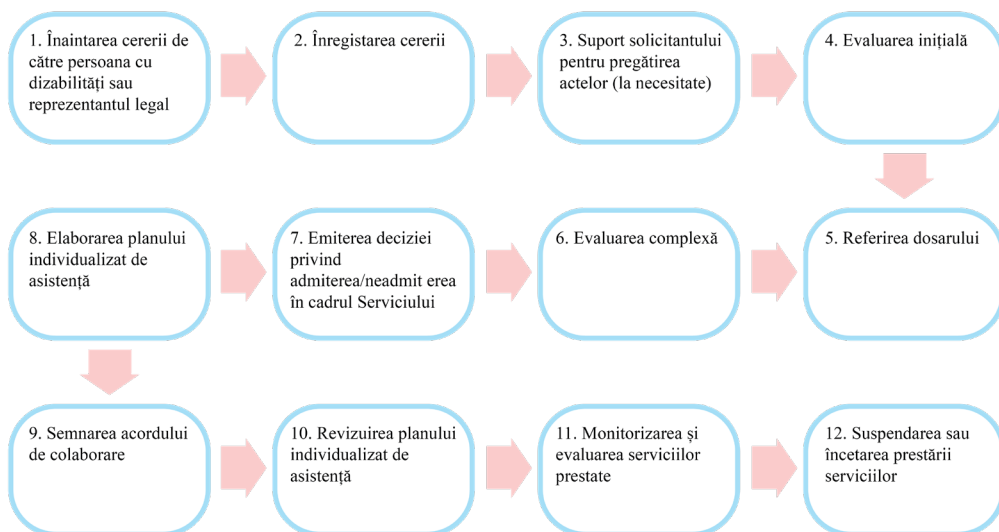 1. Înaintarea cererii de
către persoana cu
dizabilități sau
reprezentantul legal
2. Înregistarea cererii
3. Suport solicitantului
pentru pregătirea
actelor (la necesitate)
4. Evaluarea inițială
8. Elaborarea planului
individualizat de
asistență
7. Emiterea deciziei
privind
admiterea/neadmit erea
în cadrul Serviciului
6. Evaluarea complexă
5. Referirea dosarului
9. Semnarea acordului
de colaborare
10. Revizuirea planului
individualizat de
asistență
11. Monitorizarea și
evaluarea serviciilor
prestate
12. Suspendarea sau
încetarea prestării
serviciilor